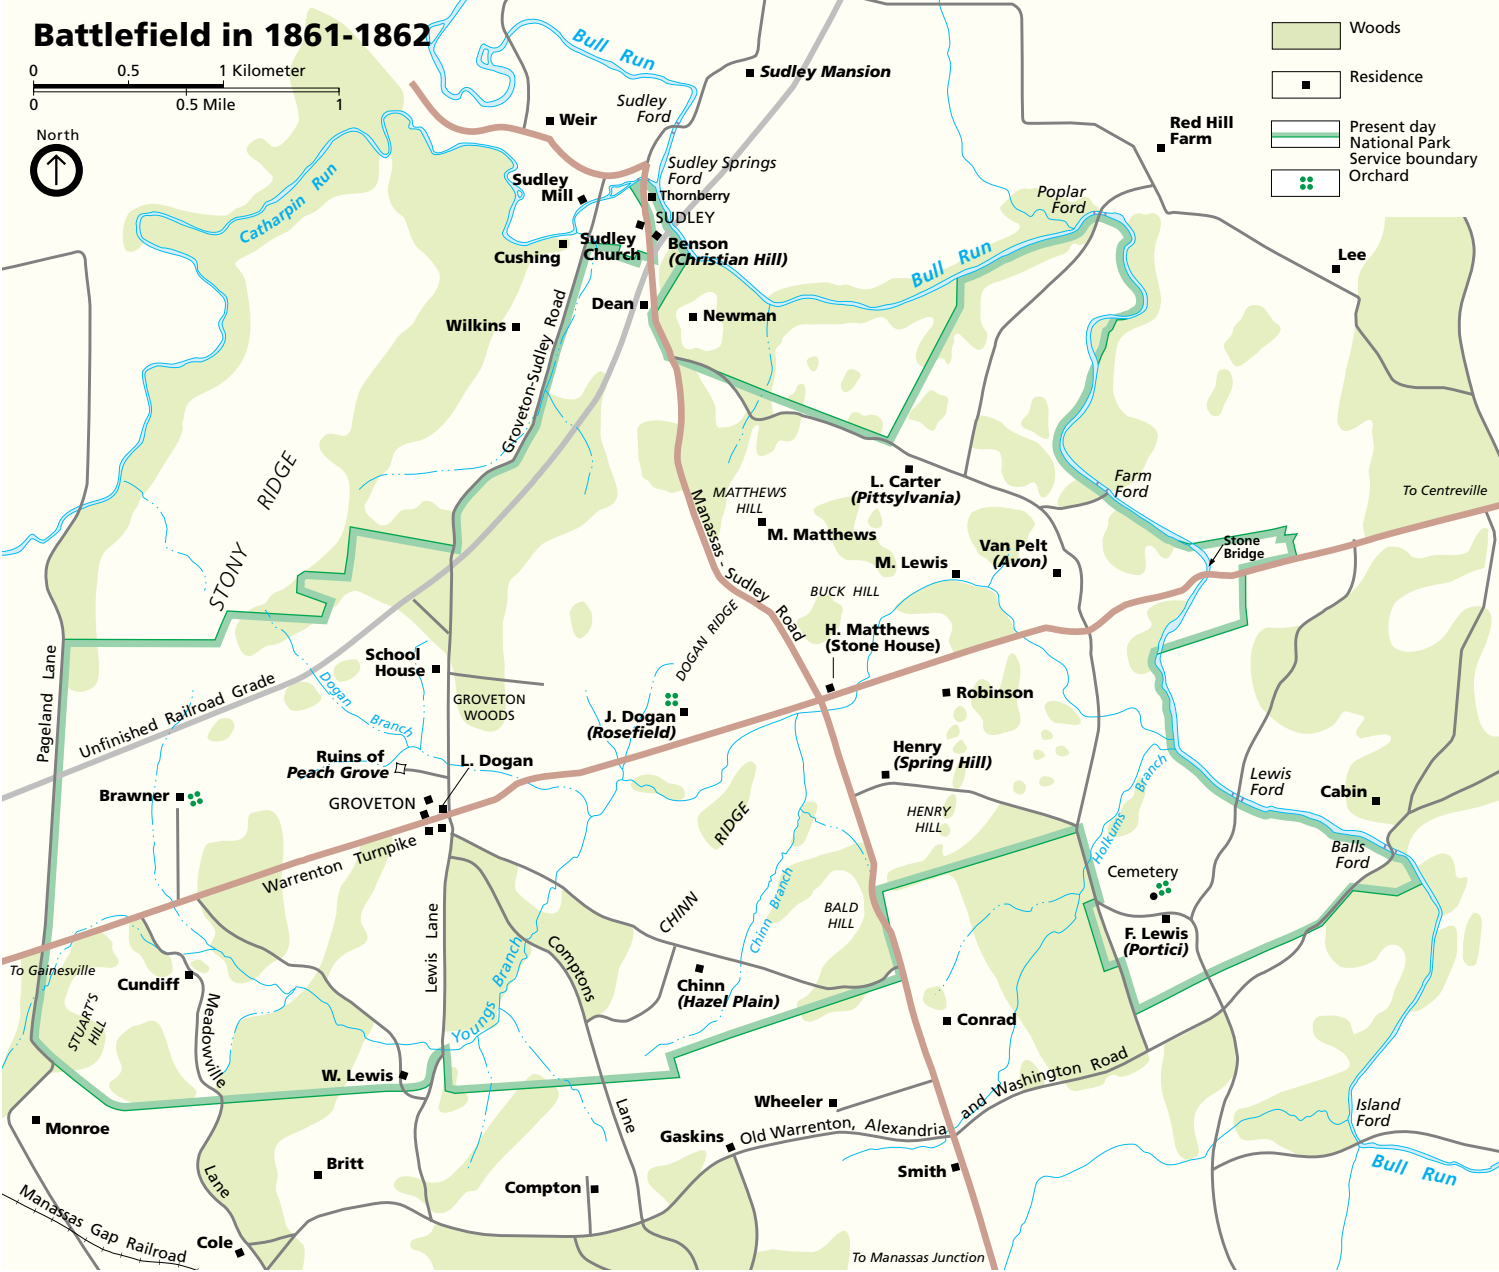 Battlefield in 1861-1862
0 0.5 1 Kilometer
0 0.5 Mile 1
North
Woods
Residence
Present day
National Park
Service boundary
Orchard
Bull Run
Sudley Mansion
Sudley
Ford
Weir
Red Hill
Farm
Sudley Springs
Ford
Catharpin Run
Sudley
Mill
Thornberry
SUDLEY
Poplar
Ford
Sudley
Church
Benson
(Christian Hill)
Cushing
Bull Run
Lee
Dean
Newman
Wilkins
Groveton-Sudley Road
RIDGE
STONY
L. Carter
(Pittsylvania)
Farm
Ford
To Centreville
MATTHEWS
HILL
M. Matthews
Manassas - Sudley Road
Van Pelt
(Avon)
Stone
Bridge
M. Lewis
BUCK HILL
DOGAN RIDGE
H. Matthews
(Stone House)
School
House
Pageland Lane
Unfinished Railroad Grade
Dogan
Branch
GROVETON
WOODS
Robinson
J. Dogan
(Rosefield)
Ruins of
Peach Grove
L. Dogan
Henry
(Spring Hill)
Brawner
GROVETON
Lewis
Ford
Cabin
Holkums Branch
HENRY
HILL
RIDGE
Warrenton Turnpike
Balls
Ford
Cemetery
CHINN
Chinn Branch
BALD
HILL
Lewis Lane
Comptons
F. Lewis
(Portici)
To Gainesville
Cundiff
Youngs Branch
Chinn
(Hazel Plain)
STUART'S
HILL
Meadowville
Conrad
W. Lewis
and Washington Road
Wheeler
Lane
Island
Ford
Monroe
Gaskins
Old Warrenton, Alexandria
Britt
Smith
Bull Run
Lane
Compton
Manassas Gap Railroad
Cole
To Manassas Junction